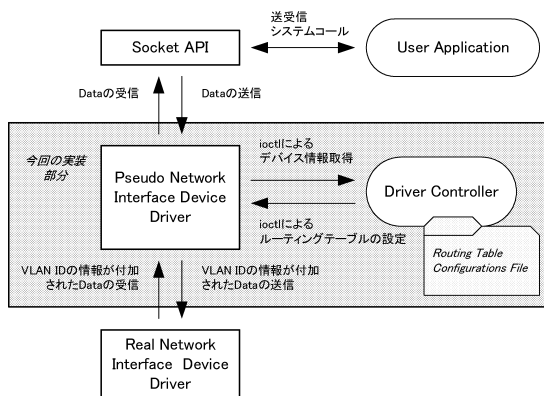 送受信
システムコール
Socket API
User Application
Dataの受信
Dataの送信
今回の実装
部分
ioctlによる
デバイス情報取得
Pseudo Network
Interface Device
Driver
Driver Controller
ioctlによる
ルーティングテーブルの設定
Routing Table
Configurations File
VLAN IDの情報が付加
されたDataの受信
VLAN IDの情報が付加
されたDataの送信
Real Network
Interface Device
Driver